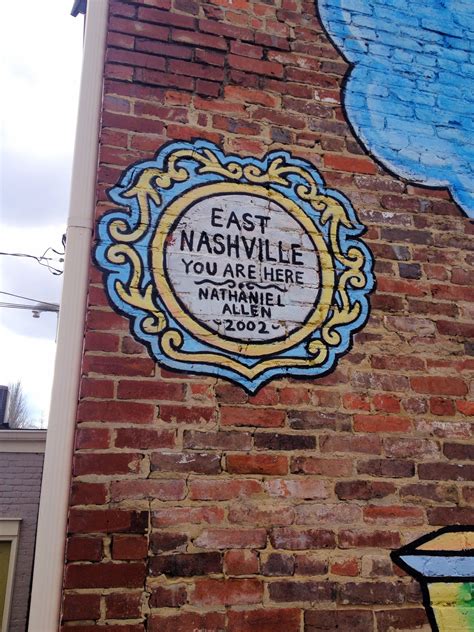 EAST
NASHVILLE
YOU ARE HERE
NATHANIEL
ALLEN
-2002-